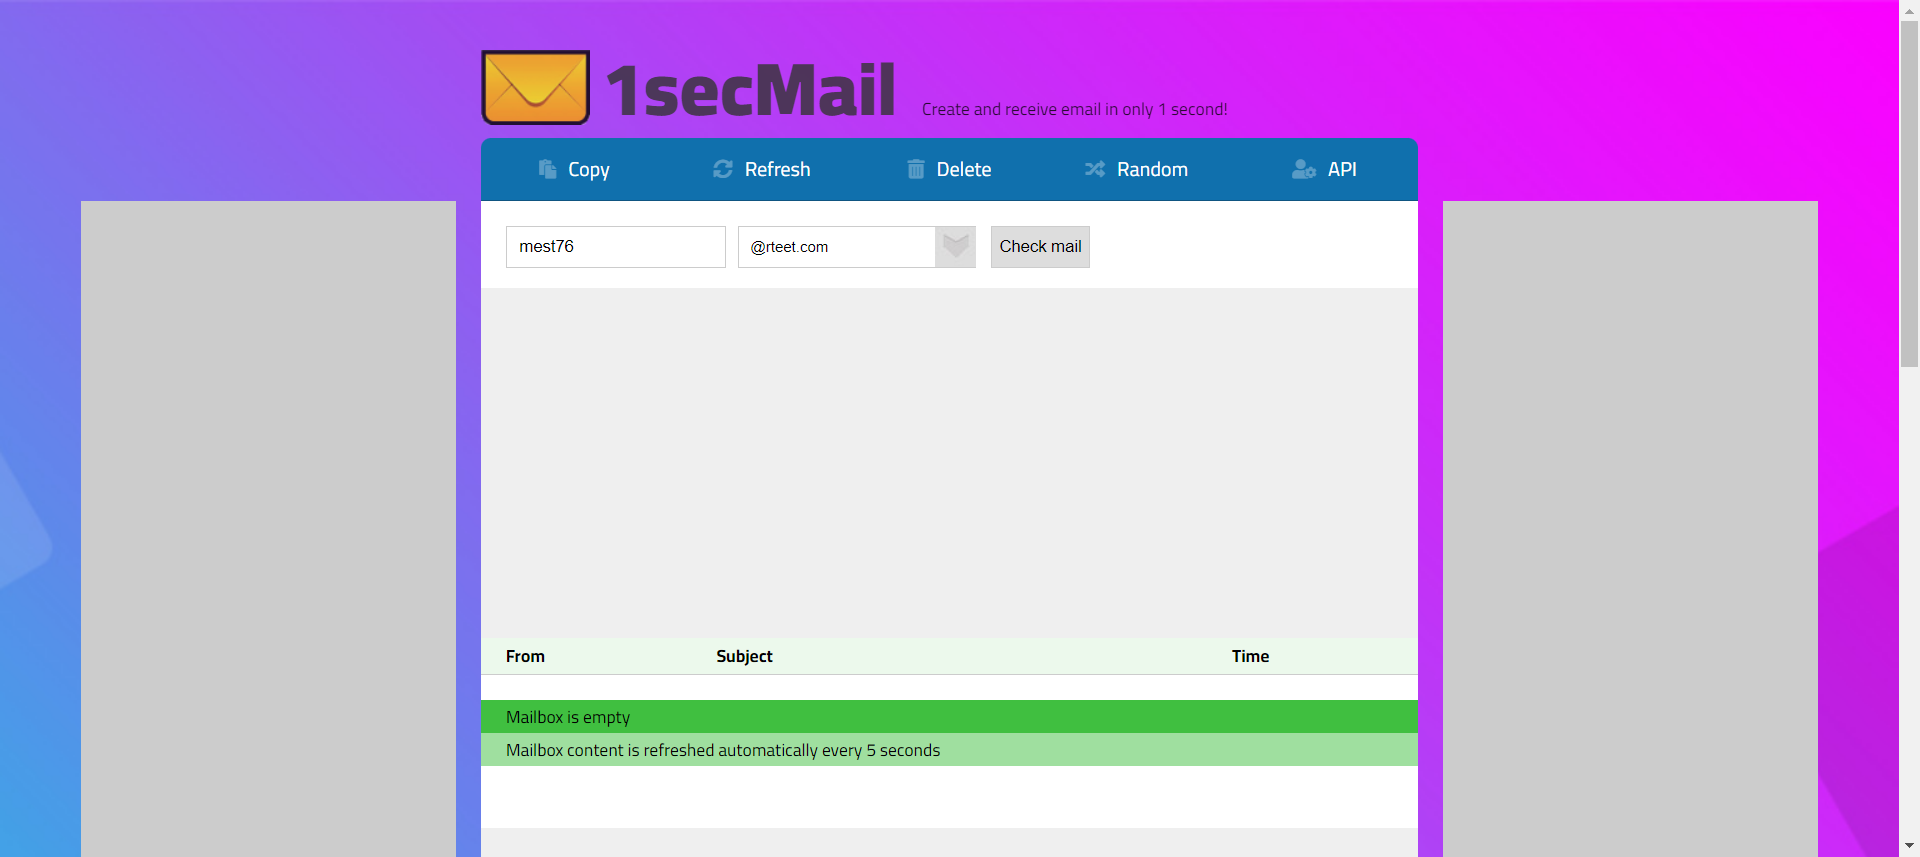 1secMail
Create and receive email in only 1 second!
Copy Refresh Delete Random API
mest76 @rteet.com Check mail
From Subject Time
Mailbox is empty
Mailbox content is refreshed automatically every 5 seconds